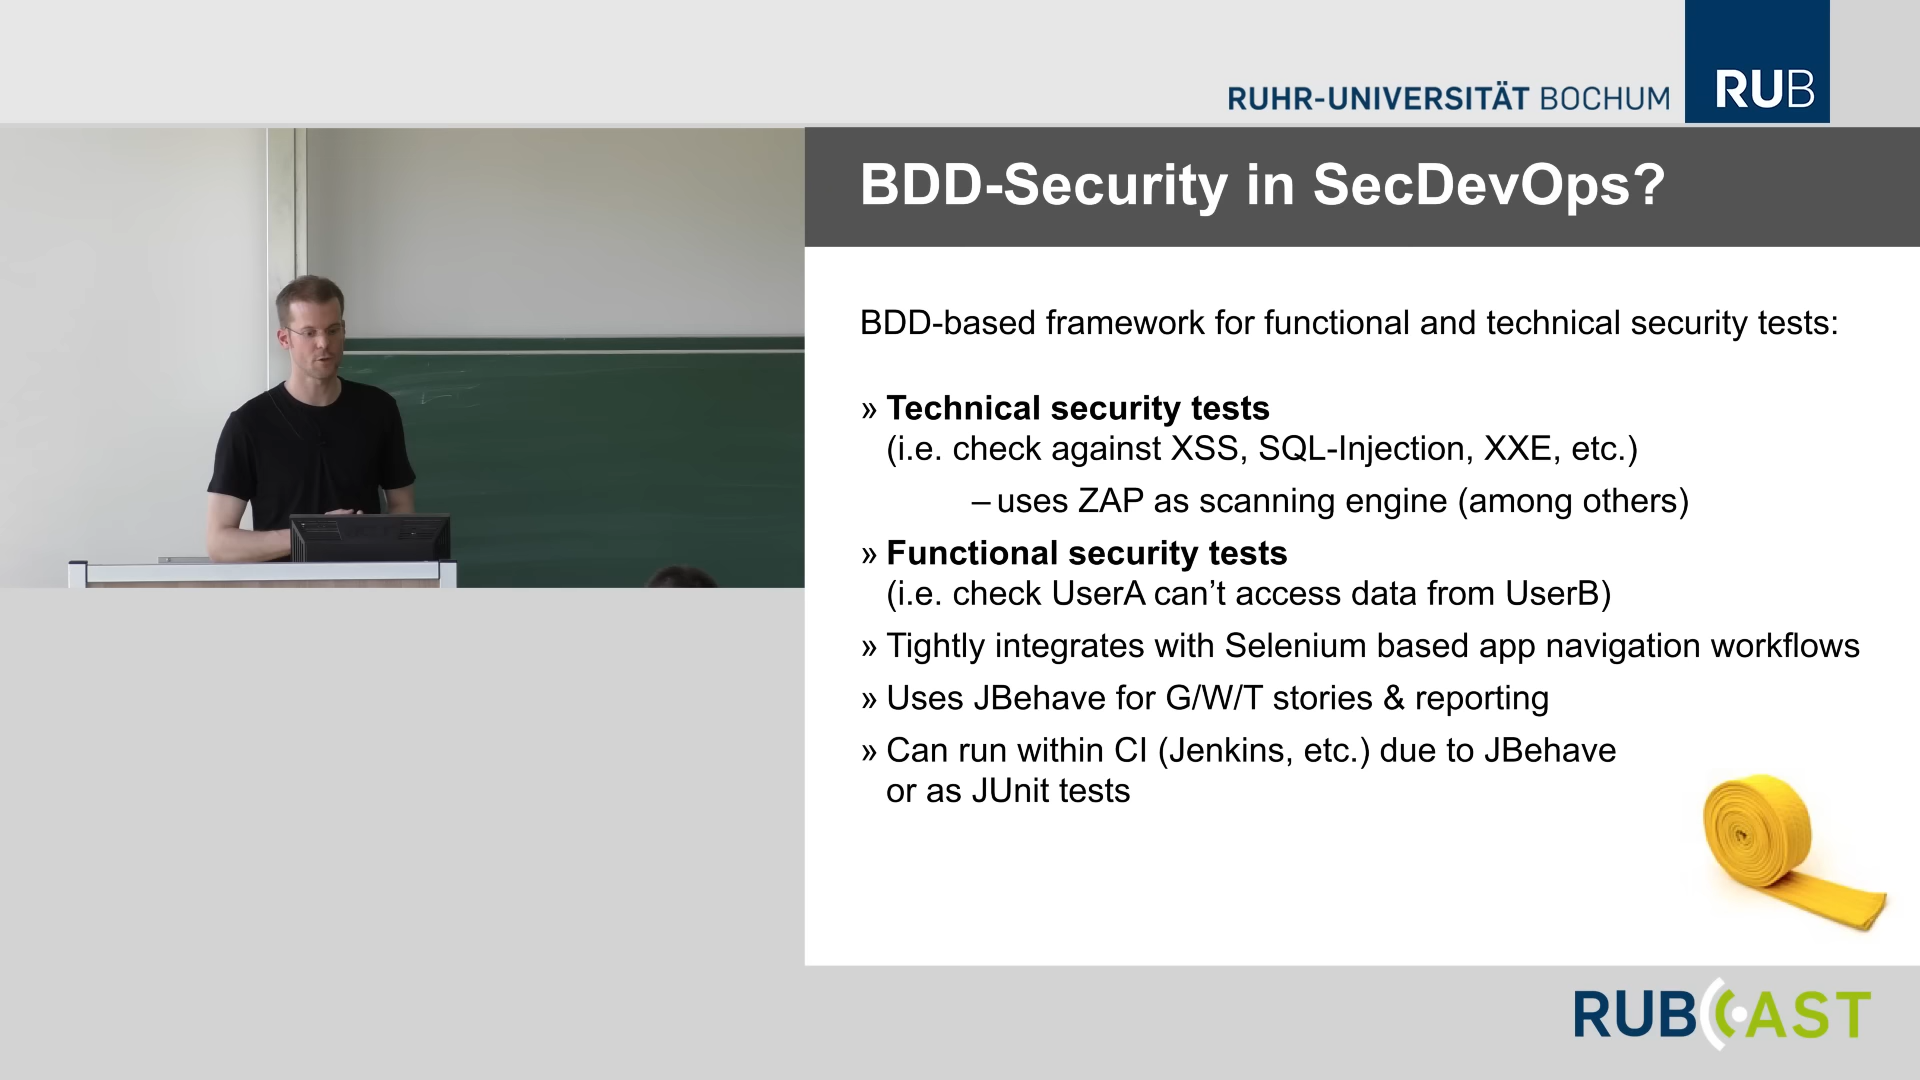 RUHR-UNIVERSITÄT BOCHUM
RUB
BDD-Security in SecDevOps?
BDD-based framework for functional and technical security tests:
» Technical security tests
(i.e. check against XSS, SQL-Injection, XXE, etc.)
– uses ZAP as scanning engine (among others)
» Functional security tests
(i.e. check UserA can’t access data from UserB)
» Tightly integrates with Selenium based app navigation workflows
» Uses JBehave for G/W/T stories & reporting
» Can run within CI (Jenkins, etc.) due to JBehave
or as JUnit tests
RUBCAST